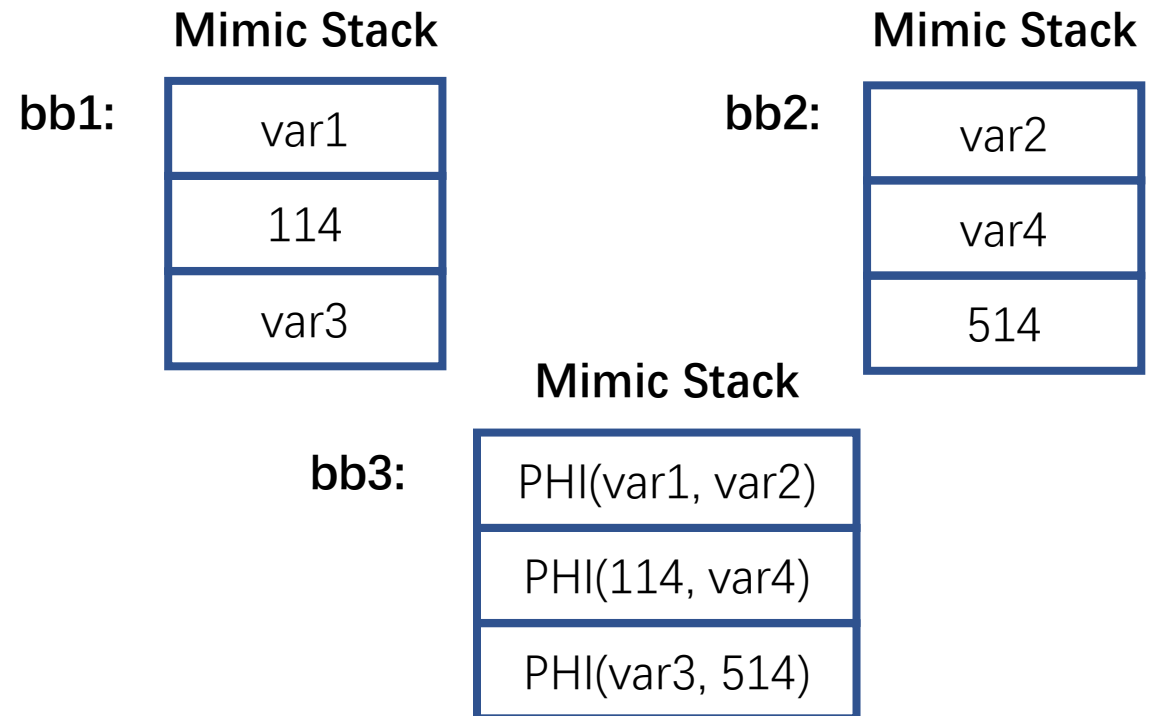 Mimic Stack
bb1:
var1
114
var3
Mimic Stack
bb2:
var2
var4
514
Mimic Stack
bb3:
PHI(var1, var2)
PHI(114, var4)
PHI(var3, 514)